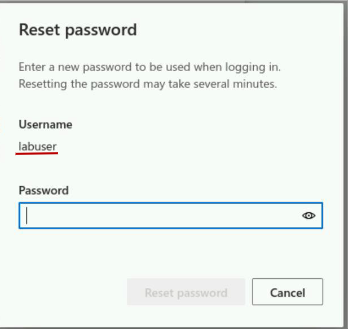 Reset password
Enter a new password to be used when logging in.
Resetting the password may take several minutes.
Username
labuser
Password
Reset password
Cancel